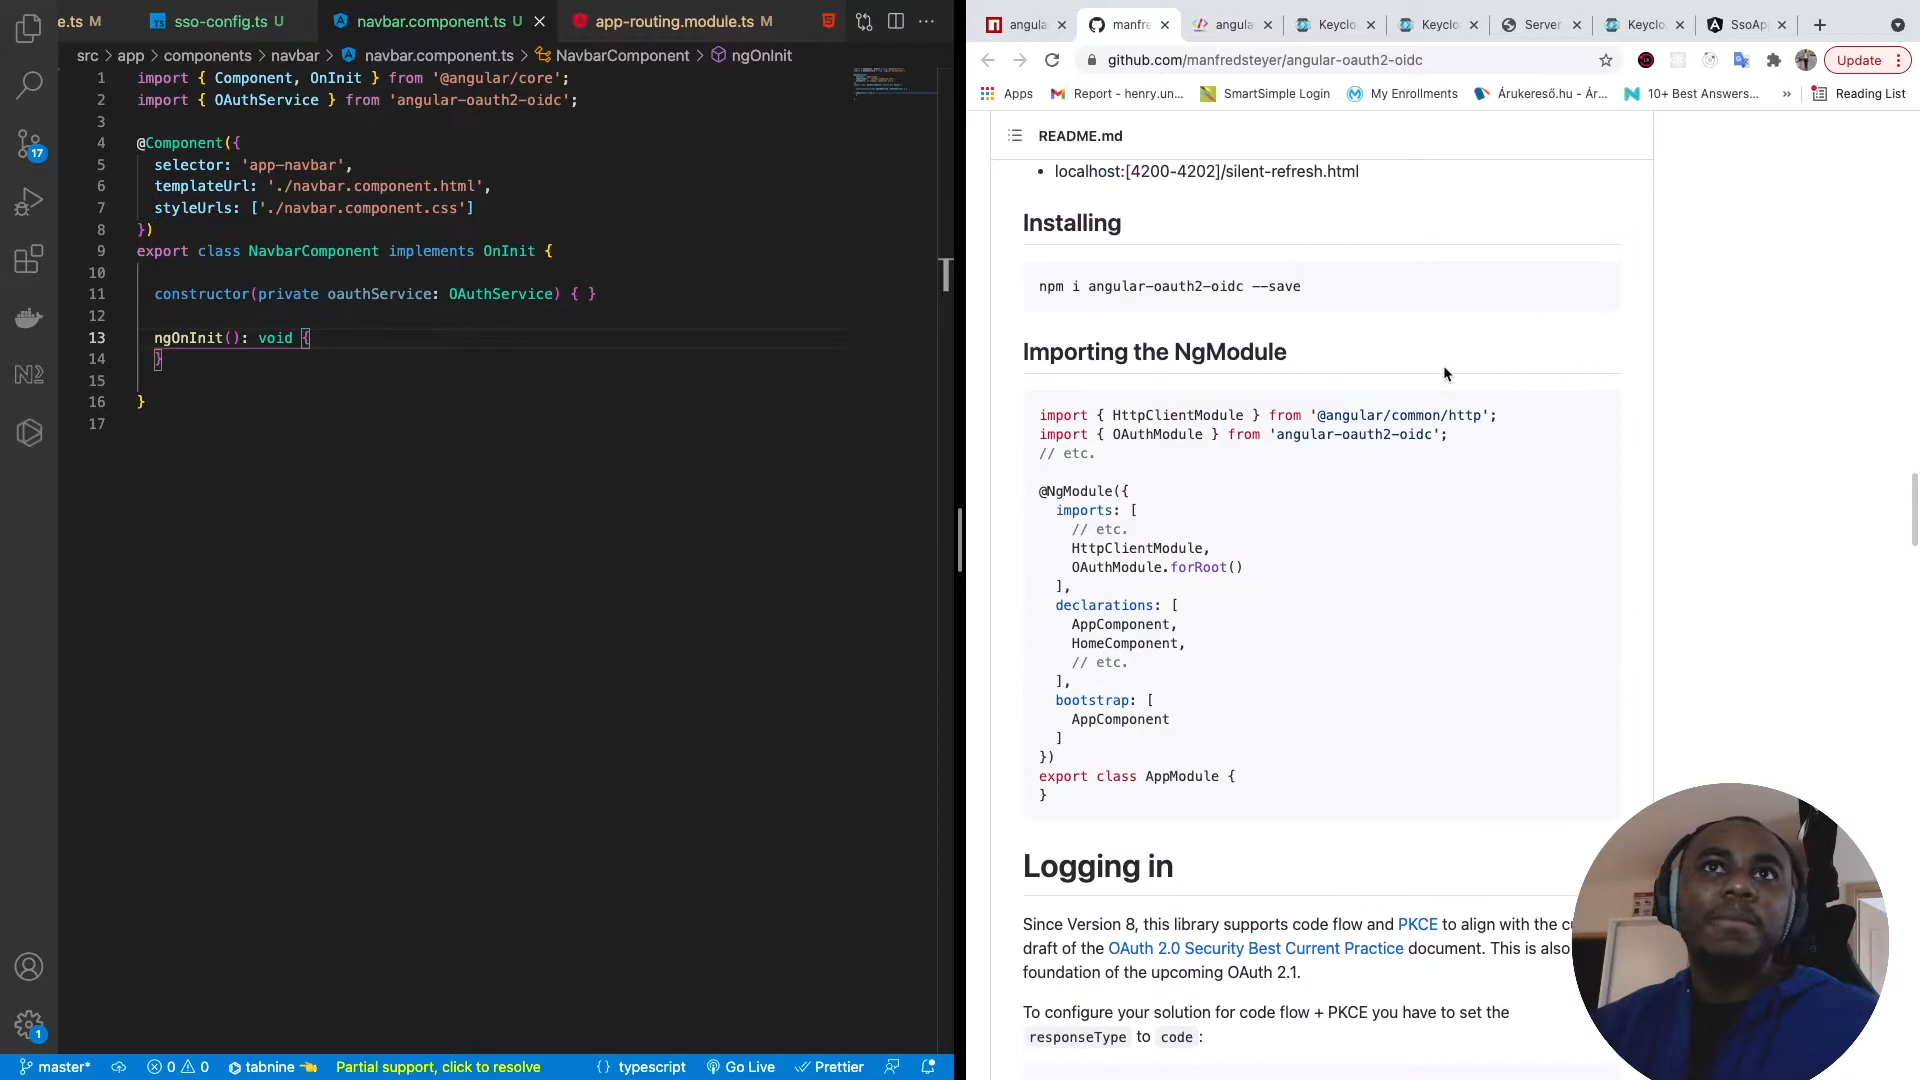 e.ts M
sso-config.ts U
navbar.component.ts U
app-routing.module.ts M
src > app > components > navbar > navbar.component.ts > NavbarComponent > ngOnInit
1 import { Component, OnInit } from '@angular/core';
2 import { OAuthService } from 'angular-oauth2-oidc';
3
4 @Component({
5 selector: 'app-navbar',
6 templateUrl: './navbar.component.html',
7 styleUrls: ['./navbar.component.css']
8 })
9 export class NavbarComponent implements OnInit {
10
11 constructor(private oauthService: OAuthService) { }
12
13 ngOnInit(): void {
14 }
15
16 }
17
17
1
master* 0 0 tabnine Partial support, click to resolve {} typescript Go Live Prettier
angula
manfre
angula
Keyclo
Keyclo
Server
Keyclo
SsoAp
github.com/manfredsteyer/angular-oauth2-oidc
Update
Apps
Report - henry.un...
SmartSimple Login
My Enrollments
Árukereső.hu - Ár...
10+ Best Answers...
»
Reading List
README.md
• localhost:[4200-4202]/silent-refresh.html
Installing
npm i angular-oauth2-oidc --save
Importing the NgModule
import { HttpClientModule } from '@angular/common/http';
import { OAuthModule } from 'angular-oauth2-oidc';
// etc.
@NgModule({
imports: [
// etc.
HttpClientModule,
OAuthModule.forRoot()
],
declarations: [
AppComponent,
HomeComponent,
// etc.
],
bootstrap: [
AppComponent
]
})
export class AppModule {
}
Logging in
Since Version 8, this library supports code flow and PKCE to align with the
draft of the OAuth 2.0 Security Best Current Practice document. This is also
foundation of the upcoming OAuth 2.1.
To configure your solution for code flow + PKCE you have to set the
responseType to code :